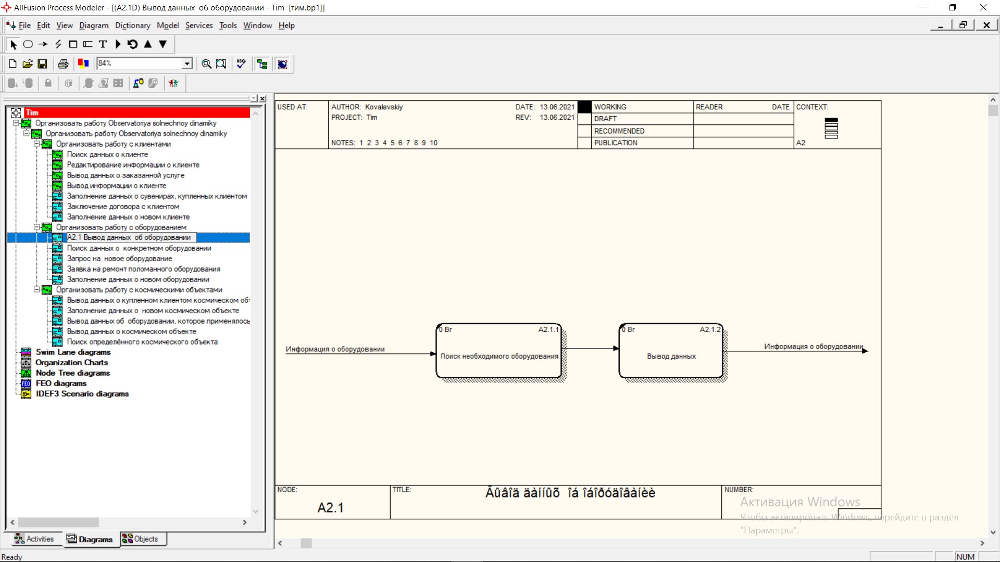 AllFusion Process Modeler - [(A2.1D) Вывод данных  об оборудовании - Tim  [тим.bp1]]
File Edit View Diagram Dictionary Model Services Tools Window Help
84%
Tim
Организовать работу Observatoriya solnechnoy dinamiky
Организовать работу Observatoriya solnechnoy dinamiky
Организовать работу с клиентами
Поиск данных о клиенте
Редактирование информации о клиенте
Вывод данных о заказанной услуге
Вывод информации о клиенте
Заполнение данных о сувенирах, купленных клиентом
Заключение договора с клиентом
Заполнение данных о новом клиенте
Организовать работу с оборудованием
A2.1 Вывод данных  об оборудовании
Поиск данных о  конкретном оборудовании
Запрос на  новое оборудование
Заявка на ремонт поломанного оборудования
Заполнение данных о новом оборудовании
Организовать работу с космическими объектами
Вывод данных о купленном клиентом космическом об
Заполнение данных о  новом космическом объекте
Вывод данных об  оборудовании, которое применялось
Вывод данных о космическом объекте
Поиск определённого космического объекта
Swim Lane diagrams
Organization Charts
Node Tree diagrams
FEO diagrams
IDEF3 Scenario diagrams
Activities Diagrams Objects
USED AT:
AUTHOR: Kovalevskiy
PROJECT: Tim
NOTES: 1 2 3 4 5 6 7 8 9 10
DATE: 13.06.2021
REV: 13.06.2021
WORKING
DRAFT
RECOMMENDED
PUBLICATION
READER DATE
CONTEXT:
A2
Информация о оборудовании
0 Br A2.1.1
Поиск необходимого оборудования
0 Br A2.1.2
Вывод данных
Информация о оборудовании
NODE:
A2.1
TITLE:
Âûâîä äàííûõ  îá îáîðóäîâàíèè
NUMBER:
Активация Windows
Чтобы активировать Windows, перейдите в раздел
"Параметры".
Ready
NUM